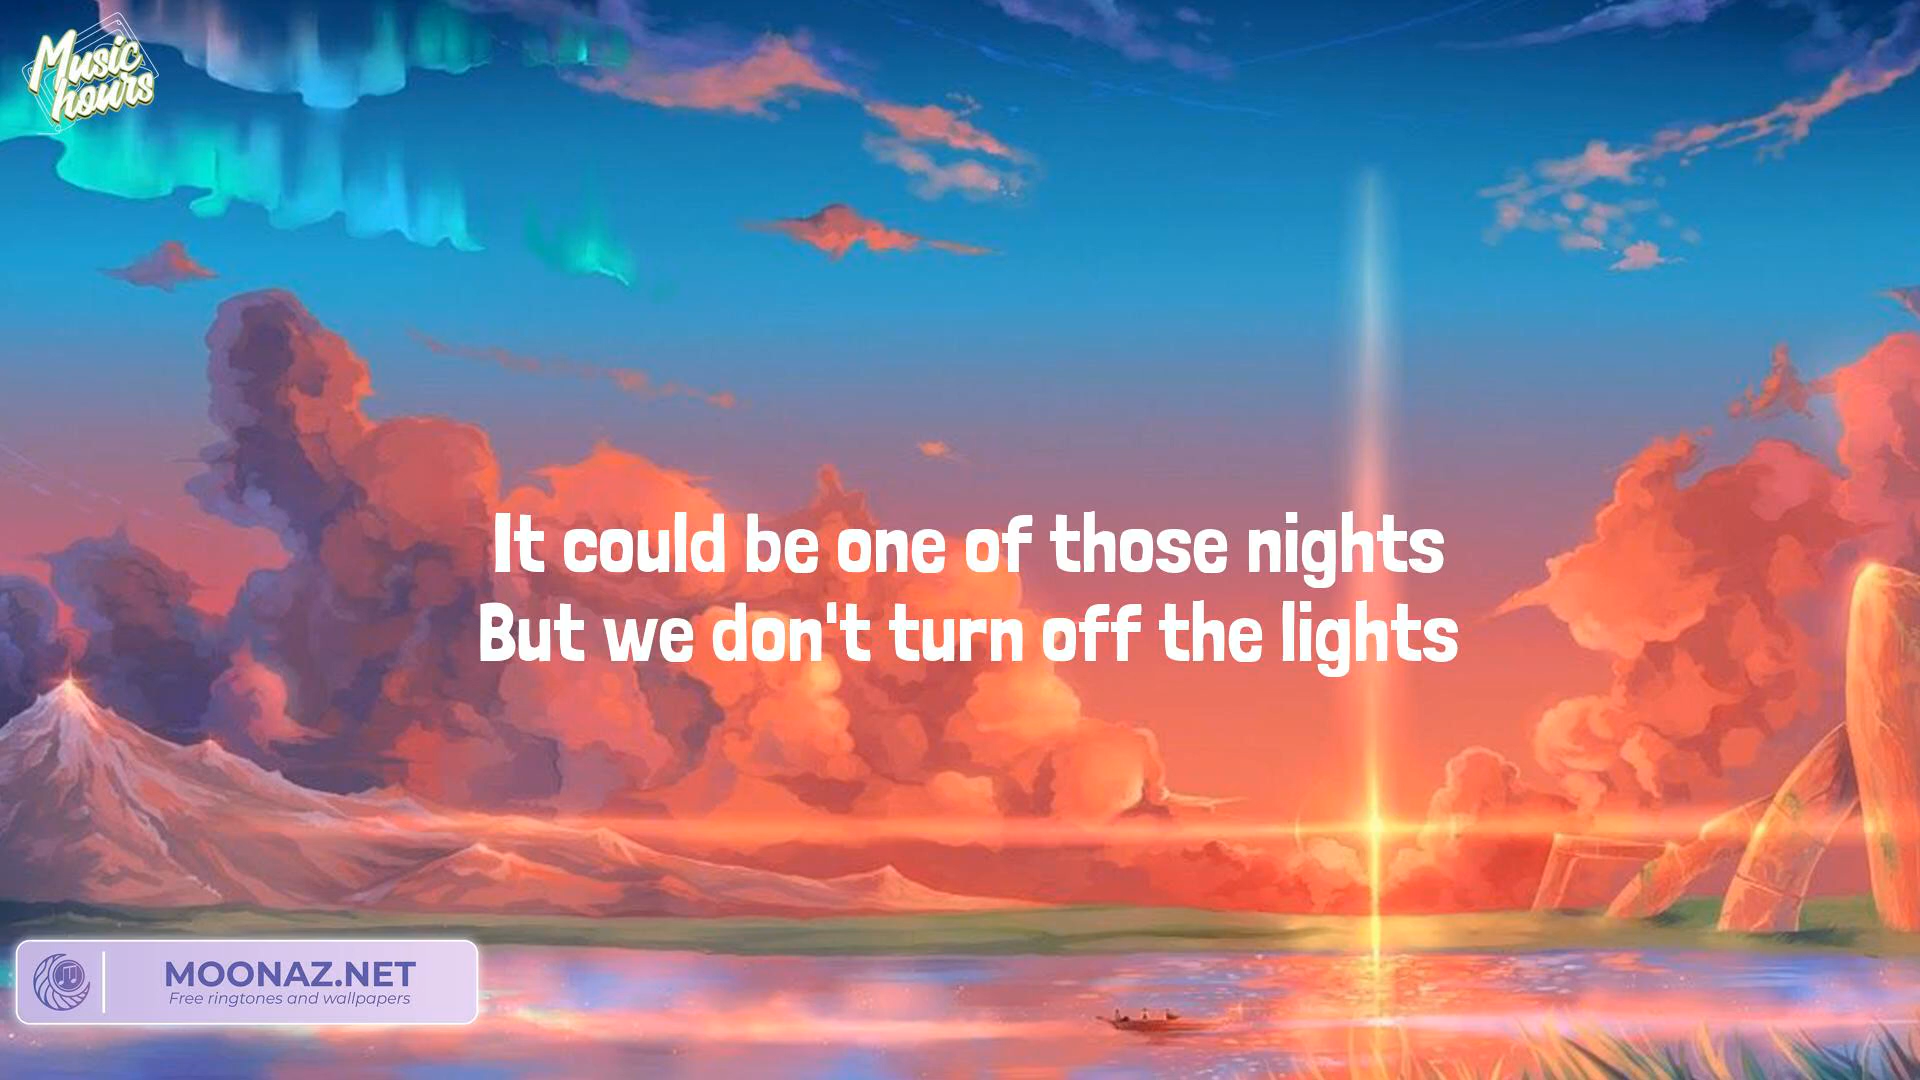 Music
hours
It could be one of those nights
But we don't turn off the lights
MOONAZ.NET
Free ringtones and wallpapers